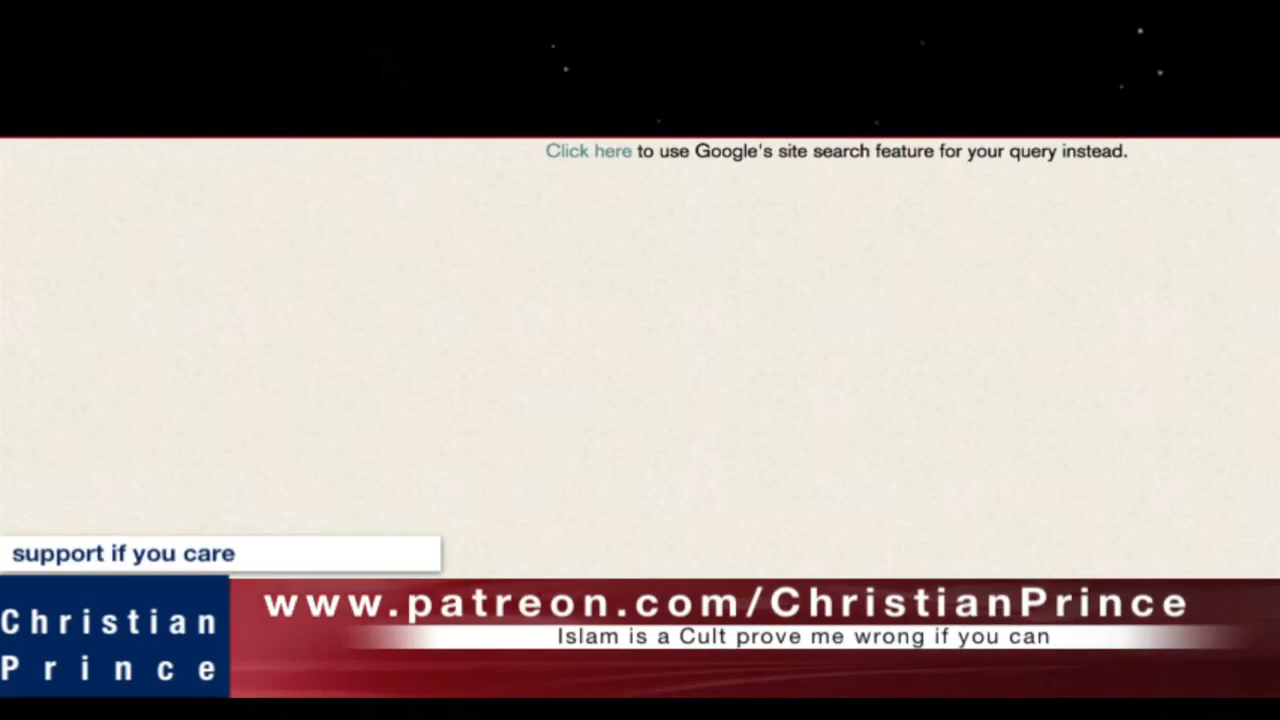 Click here to use Google's site search feature for your query instead.
support if you care
Christian
Prince
www.patreon.com/ChristianPrince
Islam is a Cult prove me wrong if you can